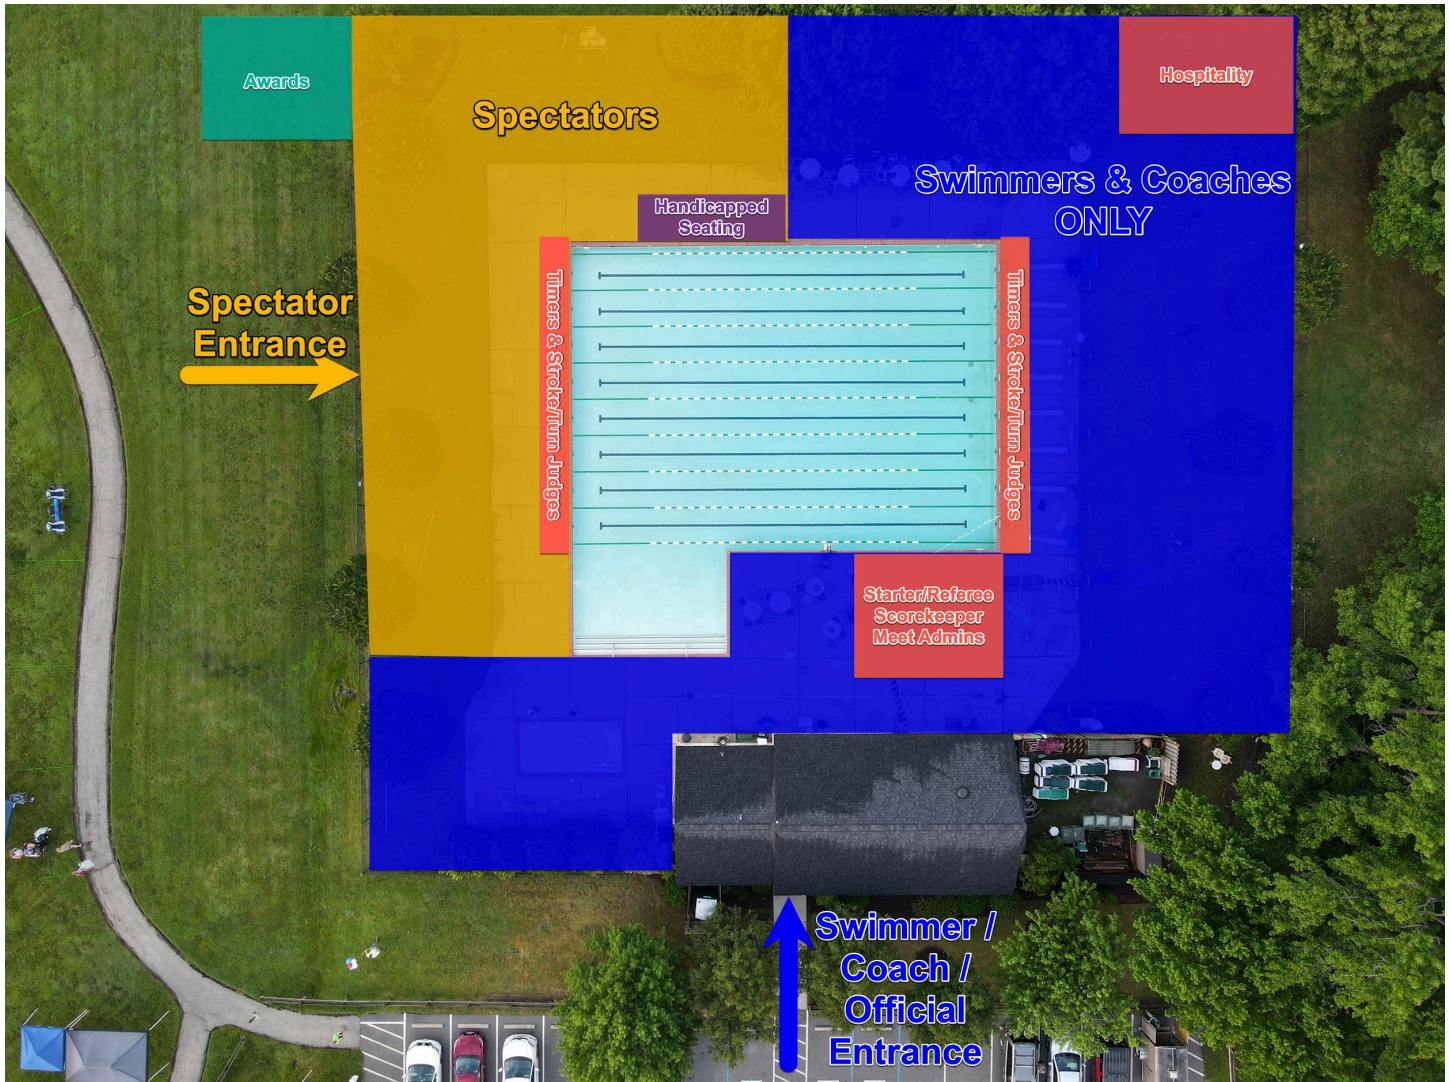 Awards
Spectators
Hospitality
Swimmers & Coaches
ONLY
Handicapped
Seating
Spectator
Entrance
Timers & Stroke/Turn Judges
Timers & Stroke/Turn Judges
Starter/Referee
Scorekeeper
Meet Admins
Swimmer /
Coach /
Official
Entrance